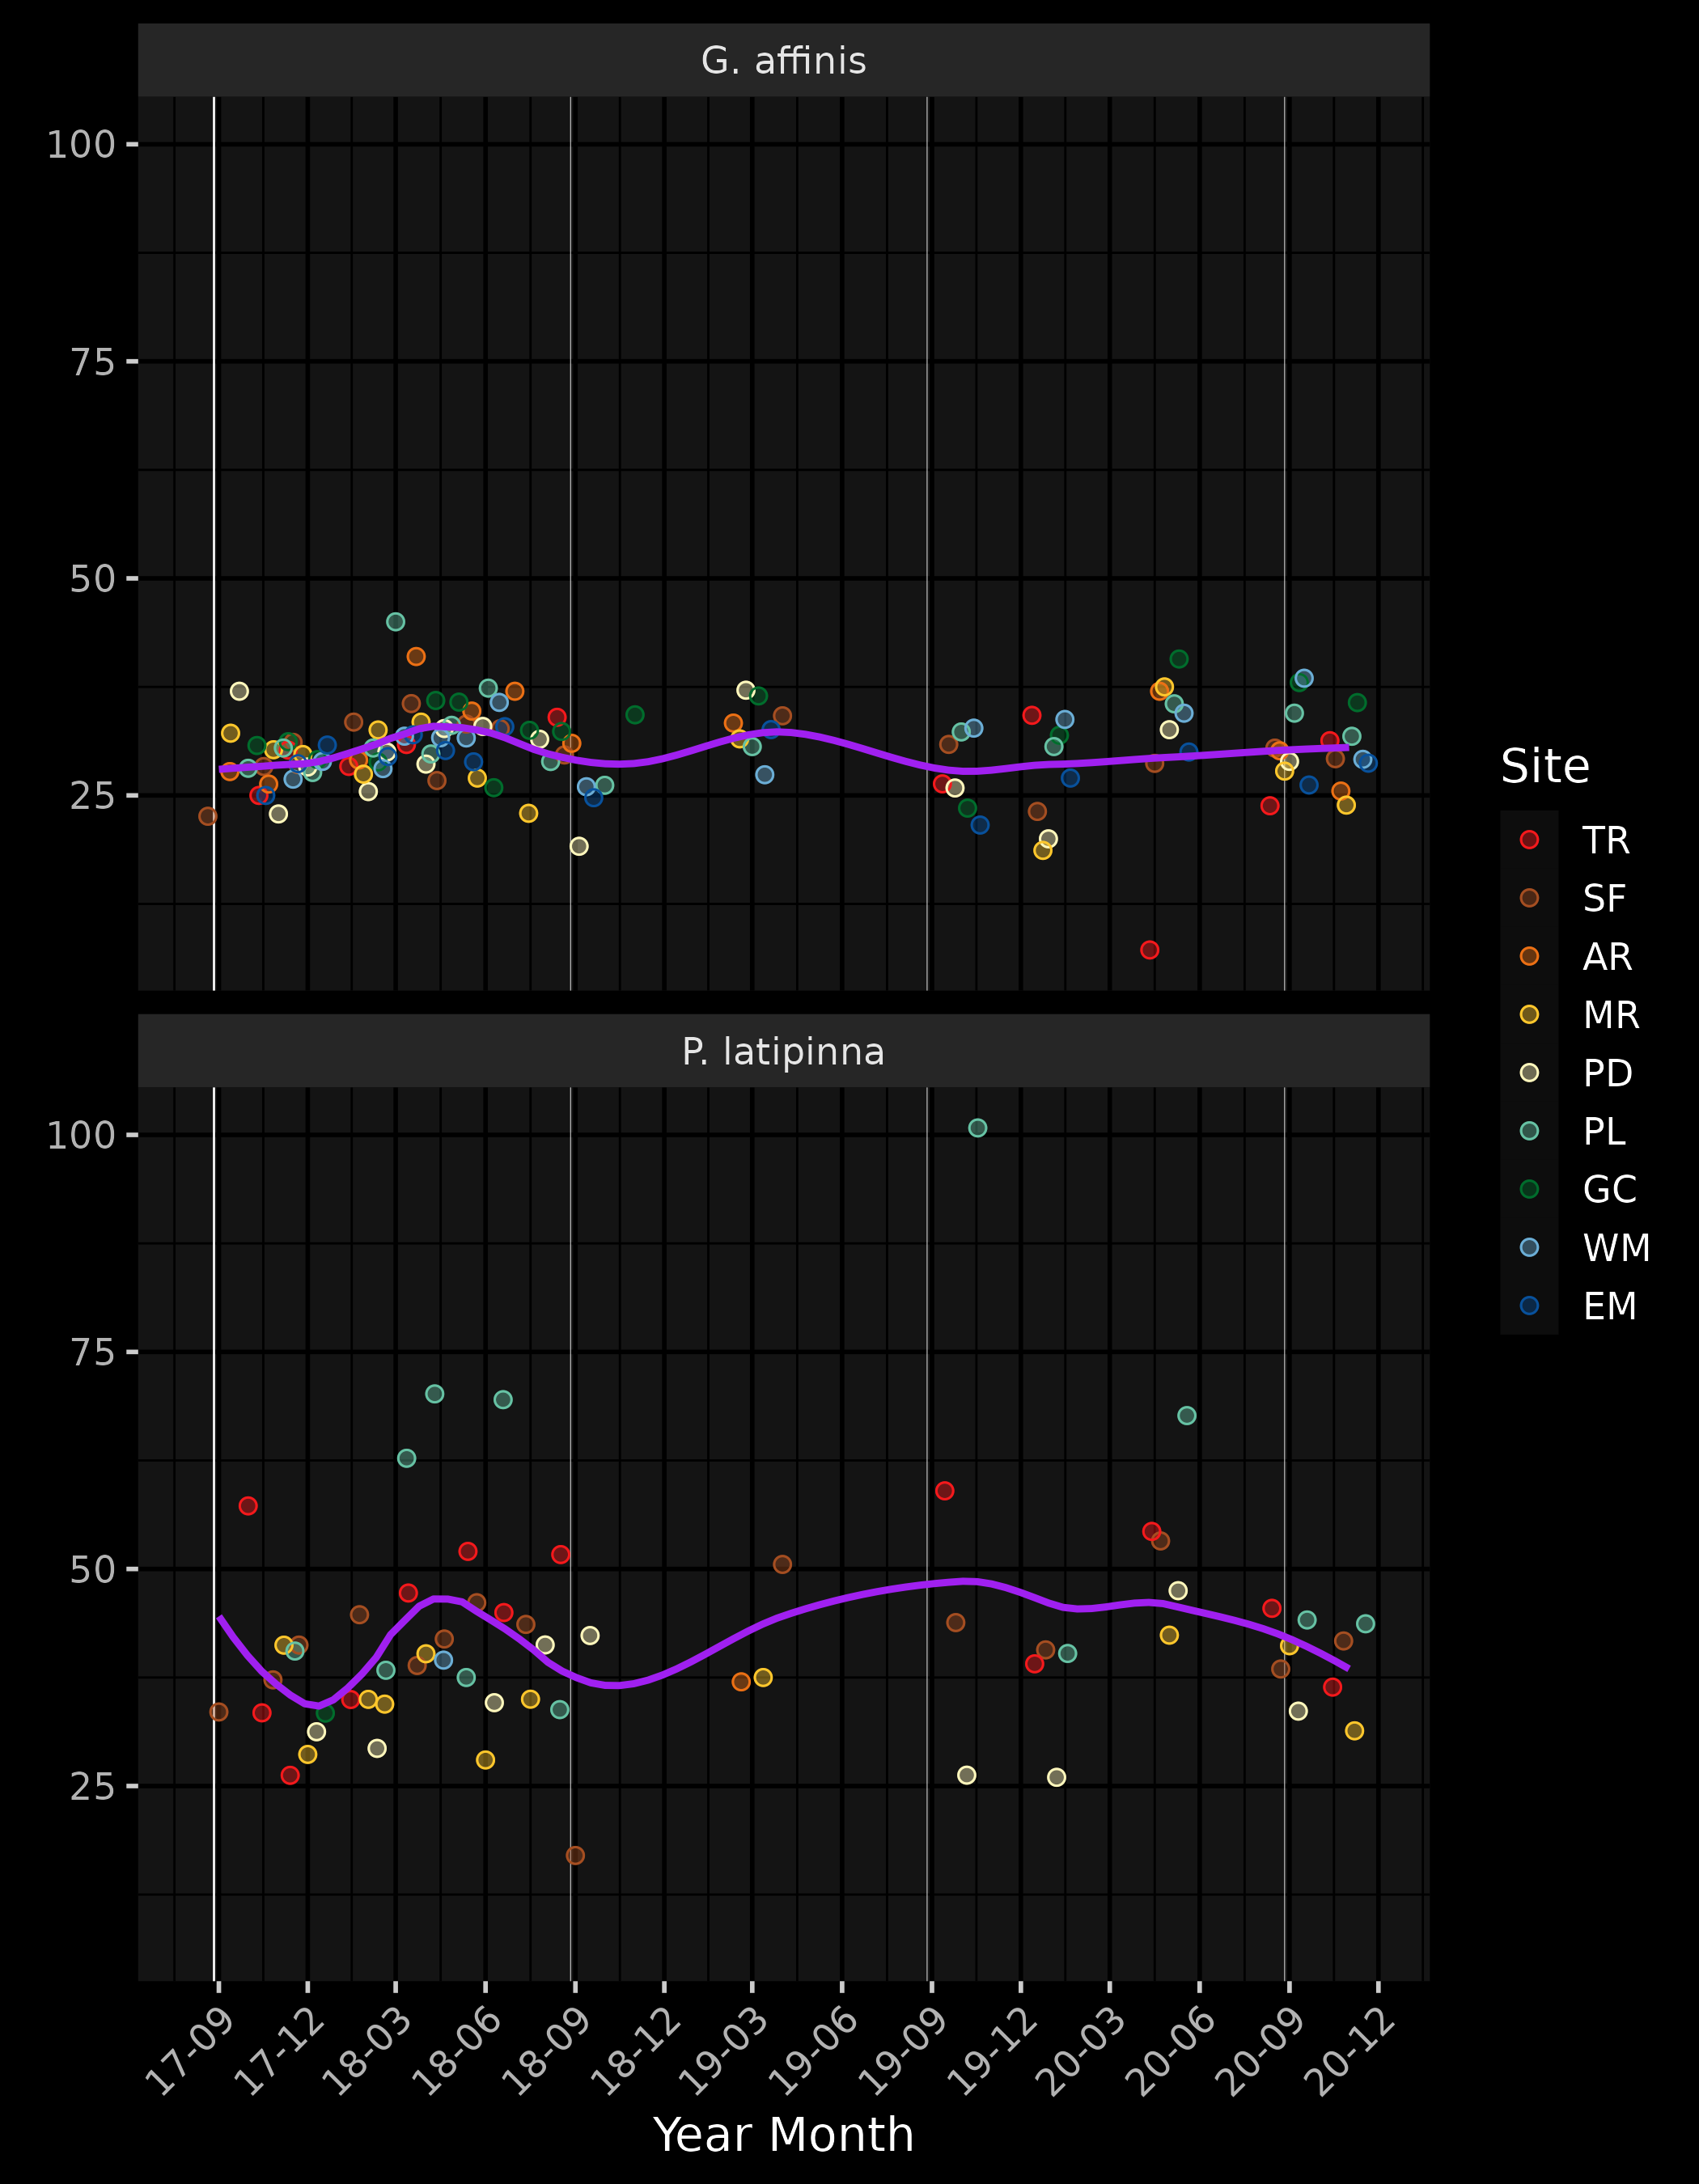 G. affinis
100
75
50
25
P. latipinna
100
75
50
25
17-09
17-12
18-03
18-06
18-09
18-12
19-03
19-06
19-09
19-12
20-03
20-06
20-09
20-12
Year Month
Site
TR
SF
AR
MR
PD
PL
GC
WM
EM